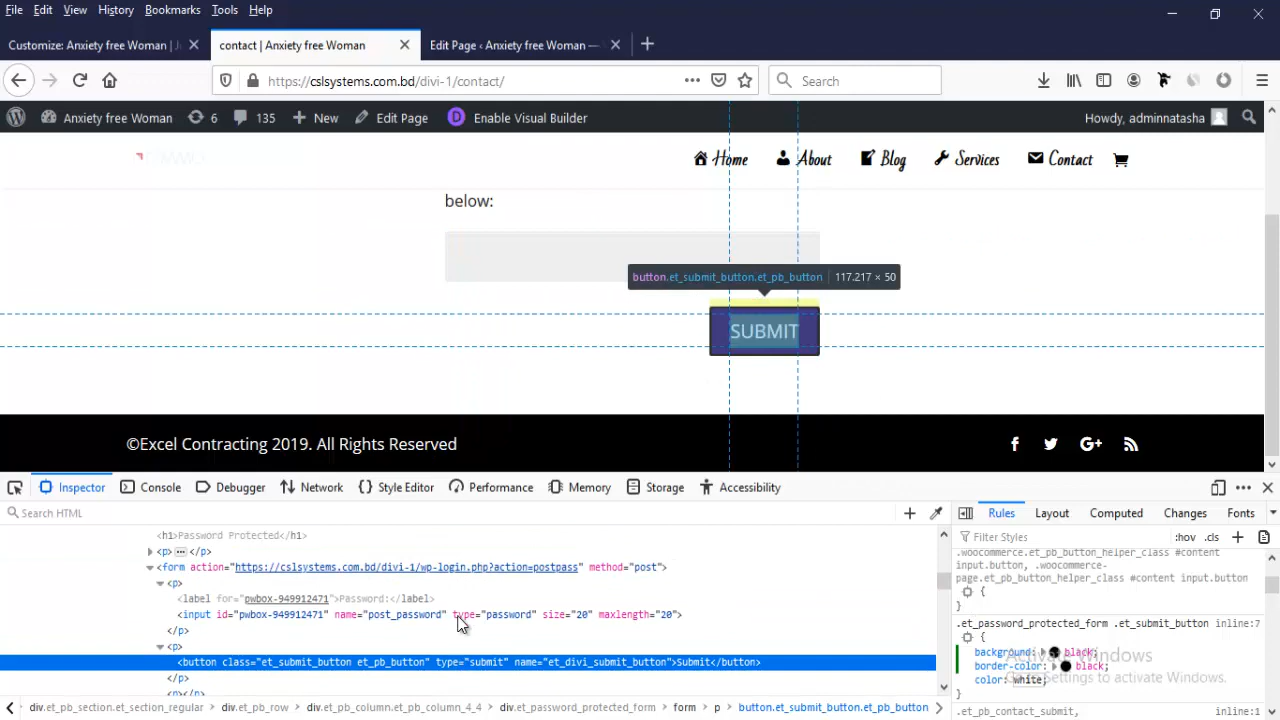 File Edit View History Bookmarks Tools Help
Customize: Anxiety free Woman |
contact | Anxiety free Woman
Edit Page ‹ Anxiety free Woman —
https://cslsystems.com.bd/divi-1/contact/
Search
Anxiety free Woman 6 135 New Edit Page Enable Visual Builder Howdy, adminnatasha
Home About Blog Services Contact
below:
button.et_submit_button.et_pb_button 117.217 × 50
SUBMIT
©Excel Contracting 2019. All Rights Reserved
Inspector Console Debugger Network Style Editor Performance Memory Storage Accessibility
Search HTML
Rules Layout Computed Changes Fonts
Filter Styles :hov .cls
<h1>Password Protected</h1>
<p> </p>
<form action="https://cslsystems.com.bd/divi-1/wp-login.php?action=postpass" method="post">
<p>
<label for="pwbox-949912471">Password:</label>
<input id="pwbox-949912471" name="post_password" type="password" size="20" maxlength="20">
</p>
<p>
<button class="et_submit_button et_pb_button" type="submit" name="et_divi_submit_button">Submit</button>
</p>
.woocommerce.et_pb_button_helper_class #content
input.button, .woocommerce-
page.et_pb_button_helper_class #content input.button
{
}
.et_password_protected_form .et_submit_button inline:7
{
background: black;
border-color: black;
color: white;
}
.et_pb_contact_submit, inline:1
Activate Windows
Go to Settings to activate Windows.
div.et_pb_section.et_section_regular div.et_pb_row div.et_pb_column.et_pb_column_4_4 div.et_password_protected_form form p button.et_submit_button.et_pb_button